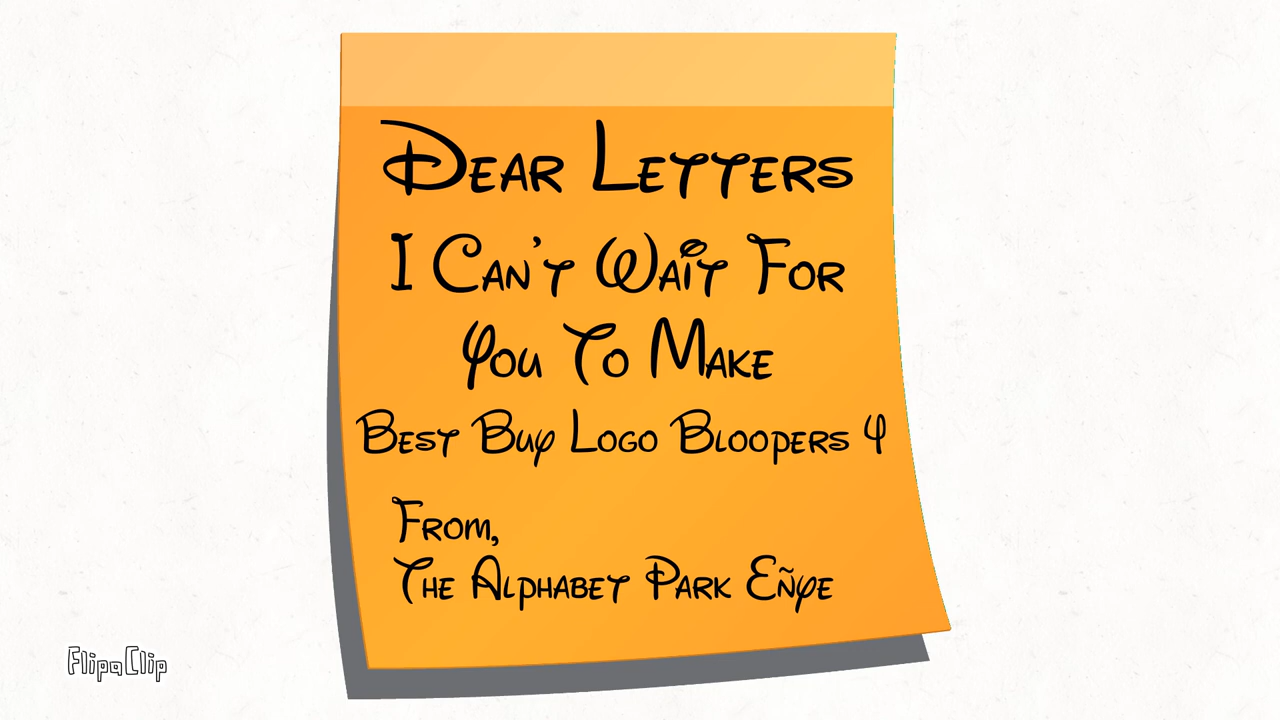 Dear Letters
I Can't Wait For
You To Make
Best Buy Logo Bloopers 4
From,
The Alphabet Park Eñye
FlipaClip